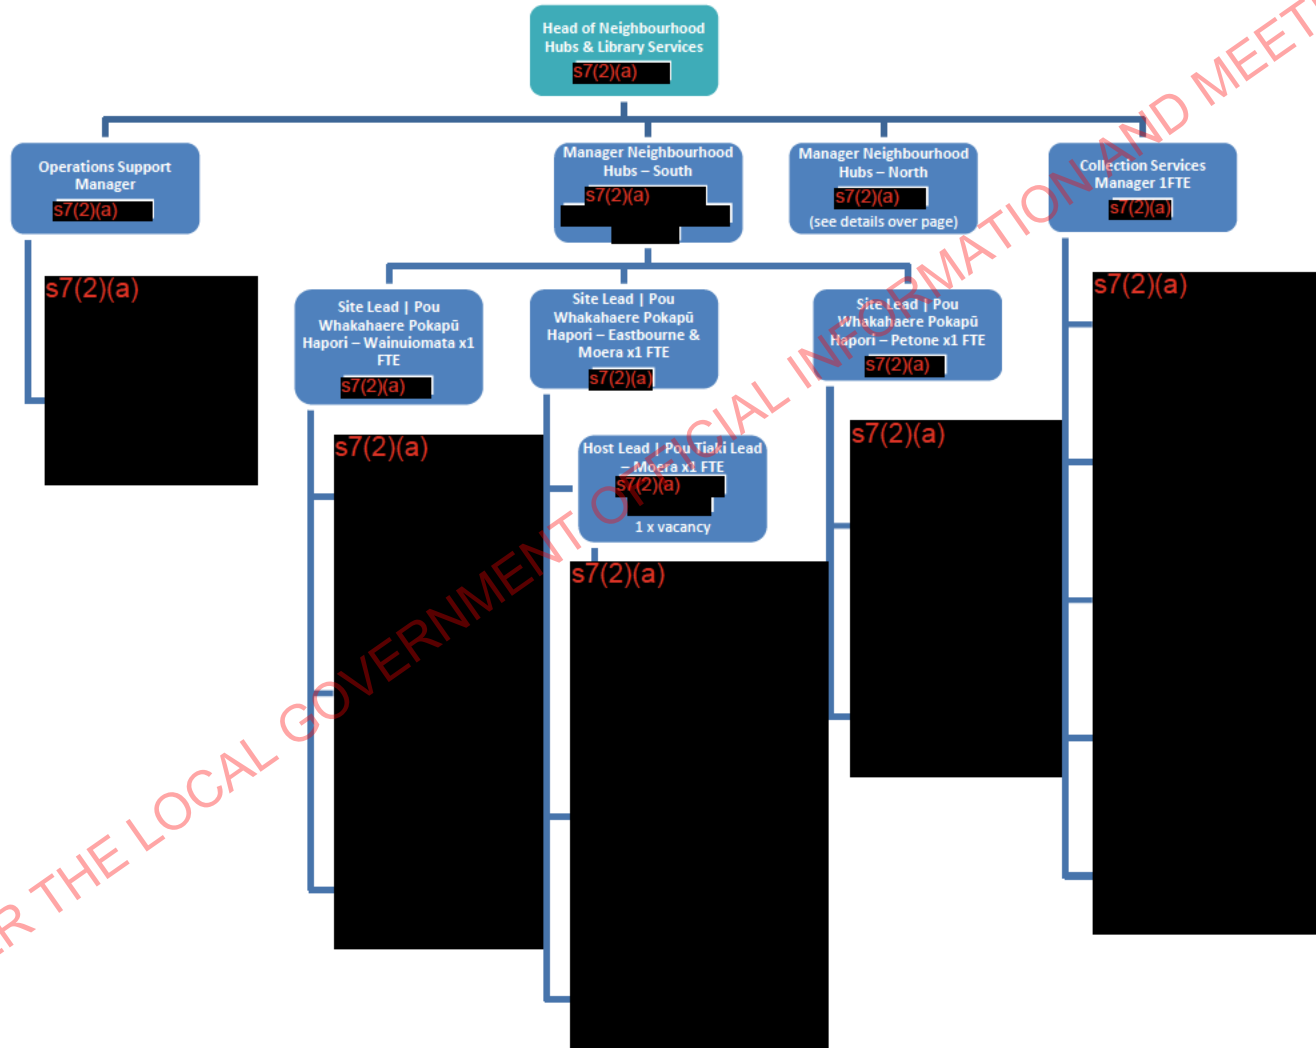 Head of Neighbourhood
Hubs & Library Services
s7(2)(a)
Operations Support
Manager
s7(2)(a)
s7(2)(a)
Manager Neighbourhood
Hubs – South
s7(2)(a)
Manager Neighbourhood
Hubs – North
s7(2)(a)
(see details over page)
Collection Services
Manager 1FTE
s7(2)(a)
s7(2)(a)
Site Lead | Pou
Whakahaere Pokapū
Hapori – Wainuiomata x1
FTE
s7(2)(a)
s7(2)(a)
Site Lead | Pou
Whakahaere Pokapū
Hapori – Eastbourne &
Moera x1 FTE
s7(2)(a)
Host Lead | Pou Tiaki Lead
– Moera x1 FTE
s7(2)(a)
1 x vacancy
s7(2)(a)
Site Lead | Pou
Whakahaere Pokapū
Hapori – Petone x1 FTE
s7(2)(a)
s7(2)(a)
THE LOCAL GOVERNMENT OFFICIAL INFORMATION AND